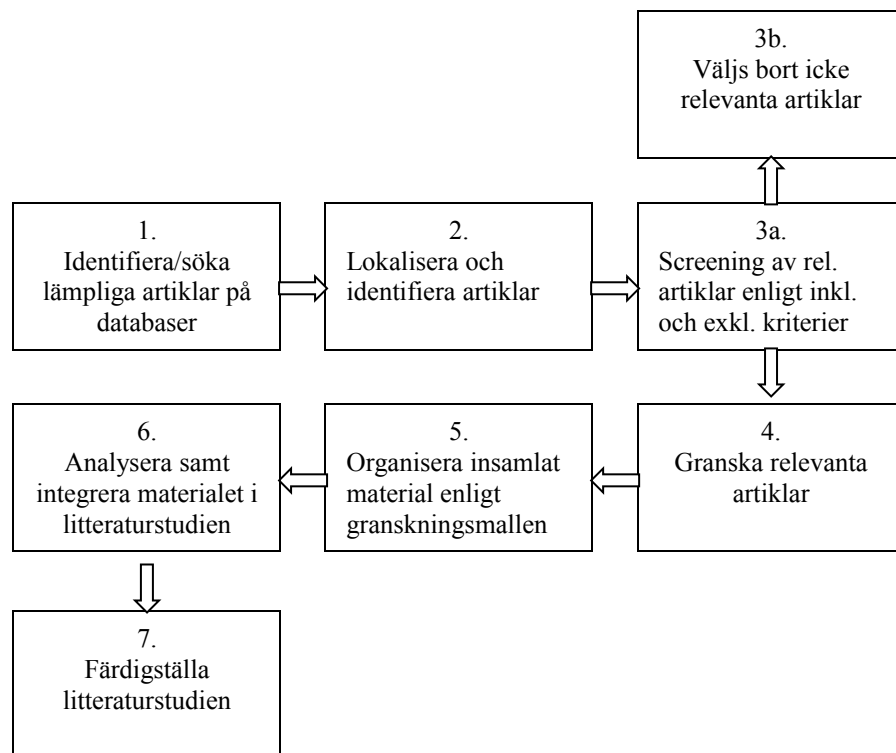 1.
Identifiera/söka
lämpliga artiklar på
databaser
2.
Lokalisera och
identifiera artiklar
3a.
Screening av rel.
artiklar enligt inkl.
och exkl. kriterier
3b.
Väljs bort icke
relevanta artiklar
4.
Granska relevanta
artiklar
5.
Organisera insamlat
material enligt
granskningsmallen
6.
Analysera samt
integrera materialet i
litteraturstudien
7.
Färdigställa
litteraturstudien